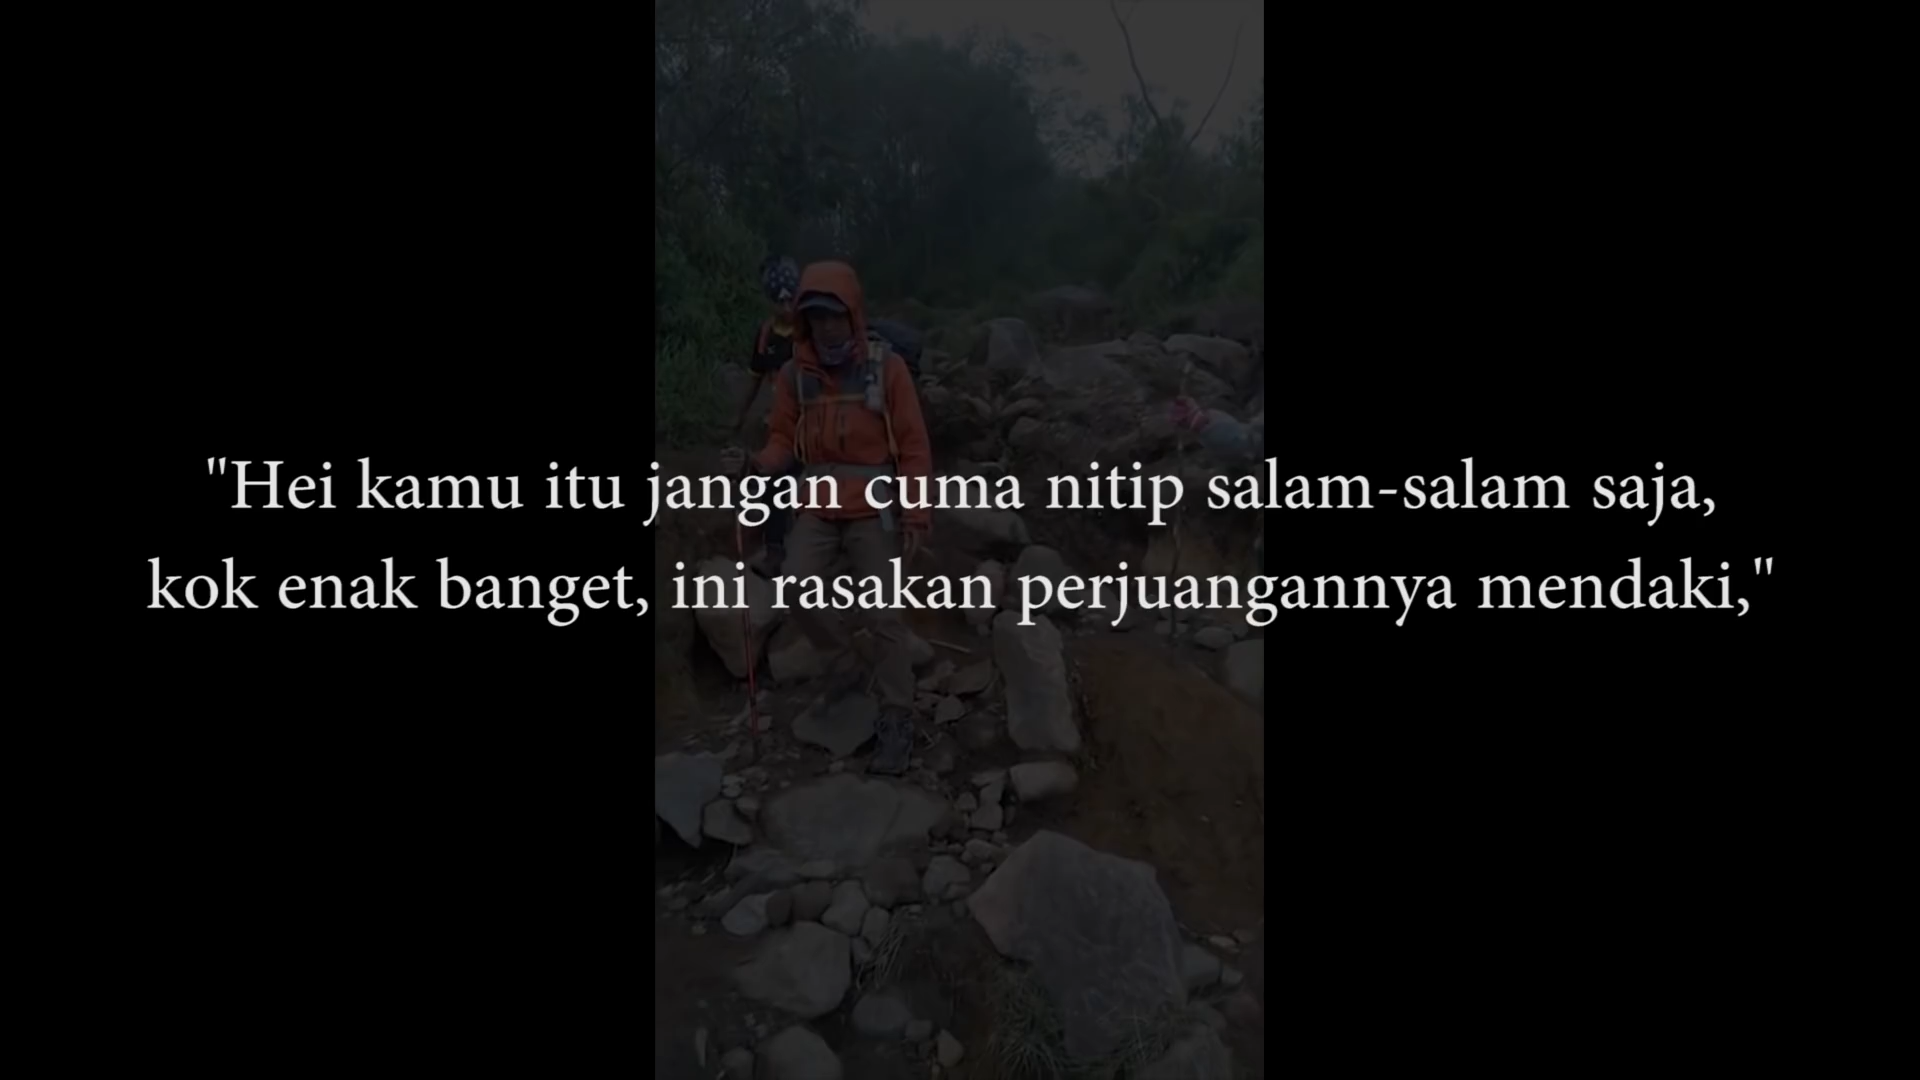 "Hei kamu itu jangan cuma nitip salam-salam saja,
kok enak banget, ini rasakan perjuangannya mendaki,"